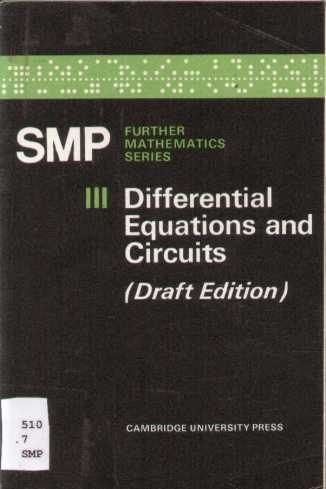 SMP
FURTHER
MATHEMATICS
SERIES
III
Differential
Equations and
Circuits
(Draft Edition)
510
.7
SMP
CAMBRIDGE UNIVERSITY PRESS